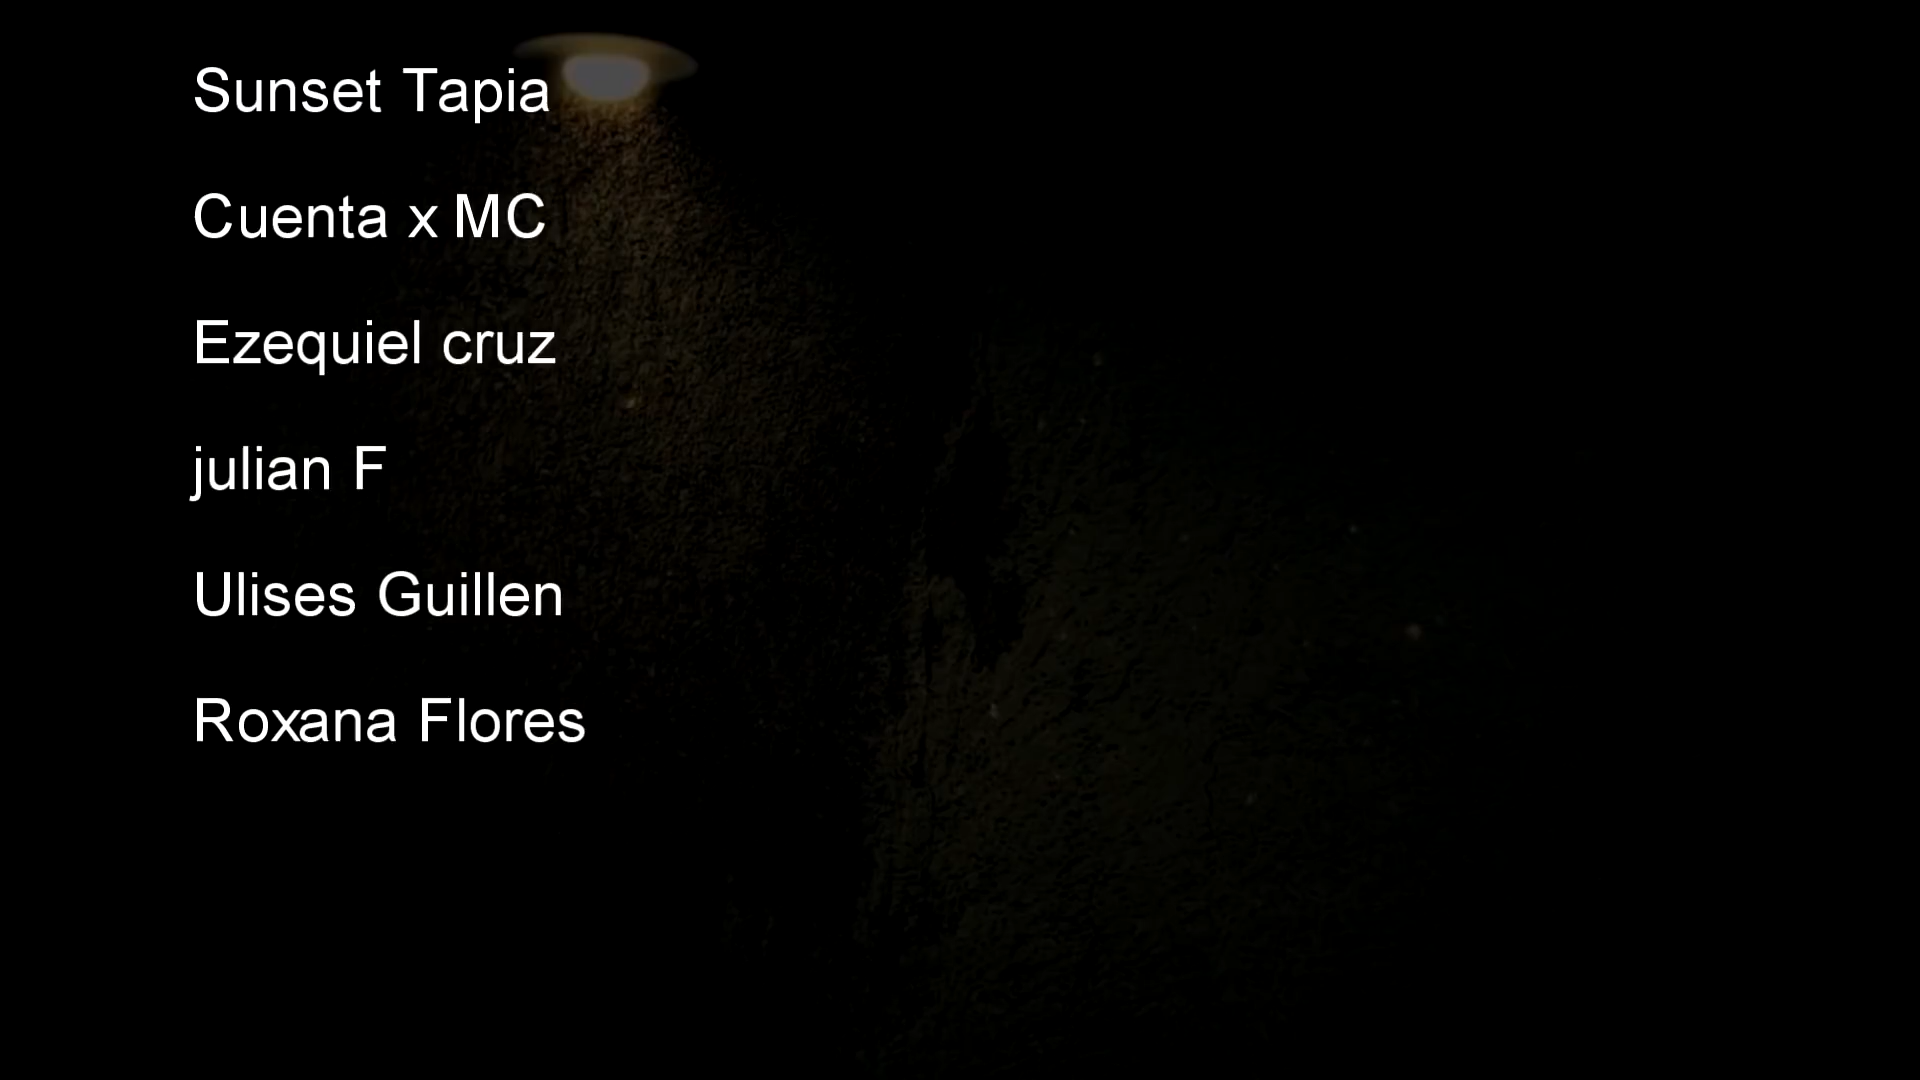 Sunset Tapia
Cuenta x MC
Ezequiel cruz
julian F
Ulises Guillen
Roxana Flores